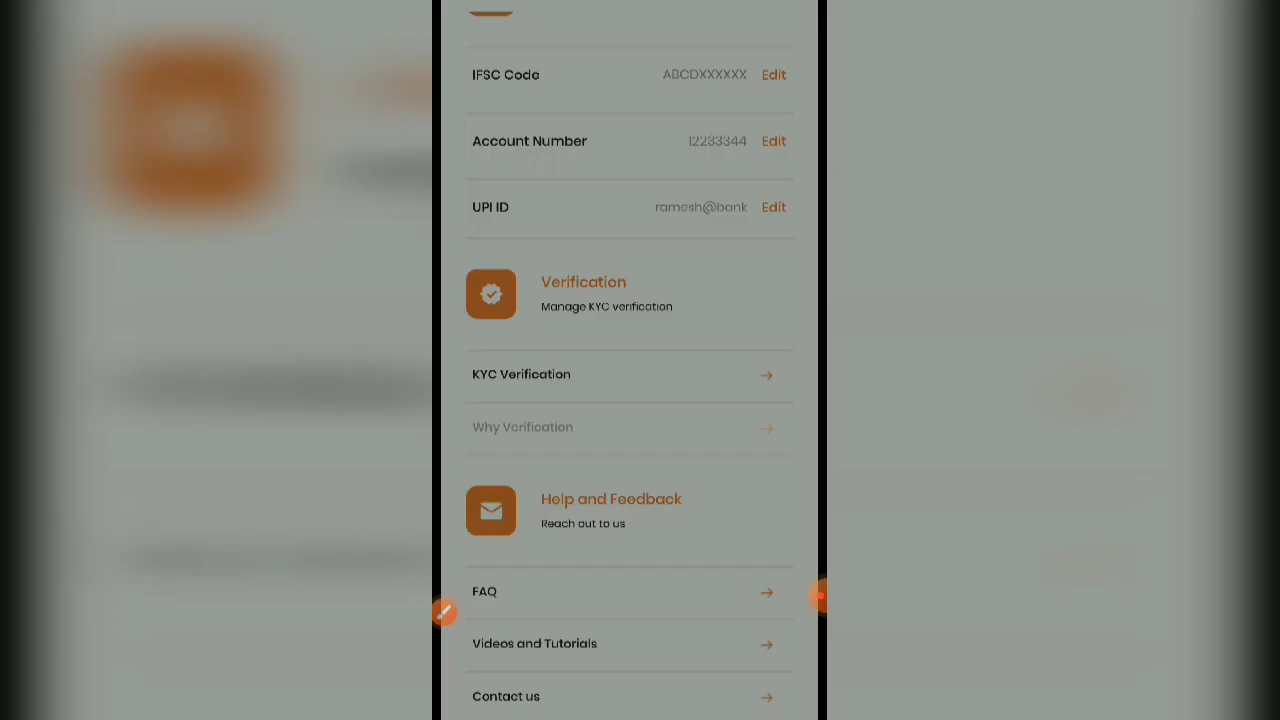 IFSC Code ABCDXXXXXX Edit
Account Number 12233344 Edit
UPI ID ramesh@bank Edit
Verification
Manage KYC verification
KYC Verification
Why Verification
Help and Feedback
Reach out to us
FAQ
Videos and Tutorials
Contact us